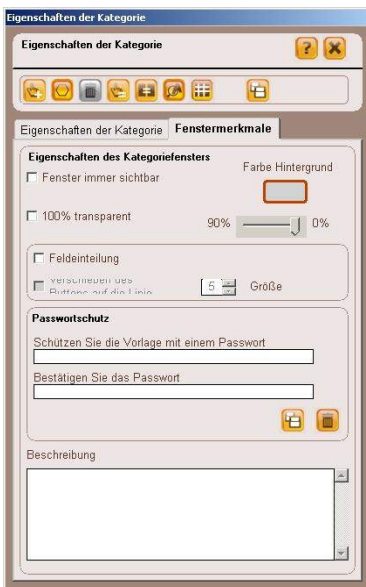 Eigenschaften der Kategorie
Eigenschaften der Kategorie
?
Eigenschaften der Kategorie Fenstermerkmale
Eigenschaften des Kategoriefensters
Farbe Hintergrund
Fenster immer sichtbar
100% transparent
90% 0%
Feldeinteilung
Verschieben des
Buttons auf die Linie
5 Größe
Passwortschutz
Schützen Sie die Vorlage mit einem Passwort
Bestätigen Sie das Passwort
Beschreibung